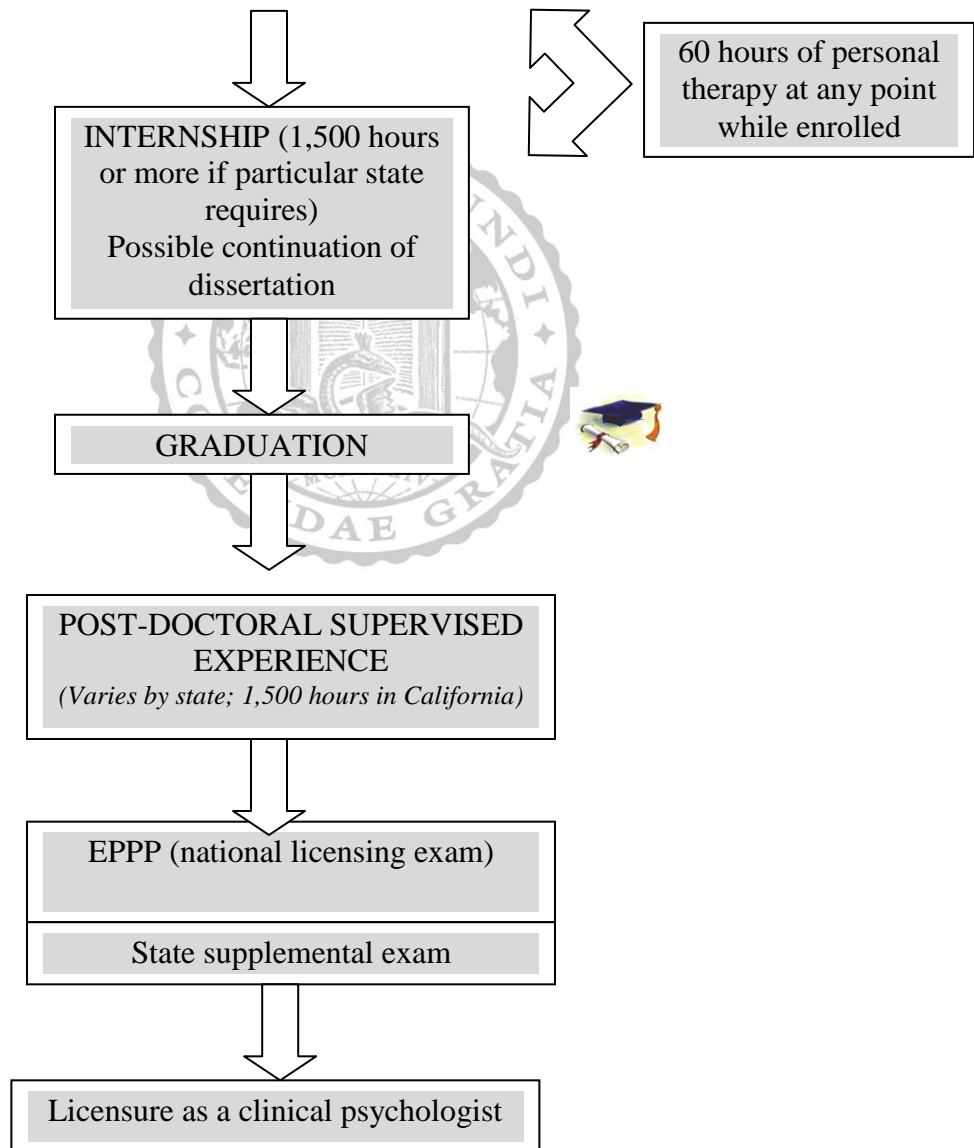 60 hours of personal
therapy at any point
while enrolled
INTERNSHIP (1,500 hours
or more if particular state
requires)
Possible continuation of
dissertation
GRADUATION
POST-DOCTORAL SUPERVISED
EXPERIENCE
(Varies by state; 1,500 hours in California)
EPPP (national licensing exam)
State supplemental exam
Licensure as a clinical psychologist
GRATIA